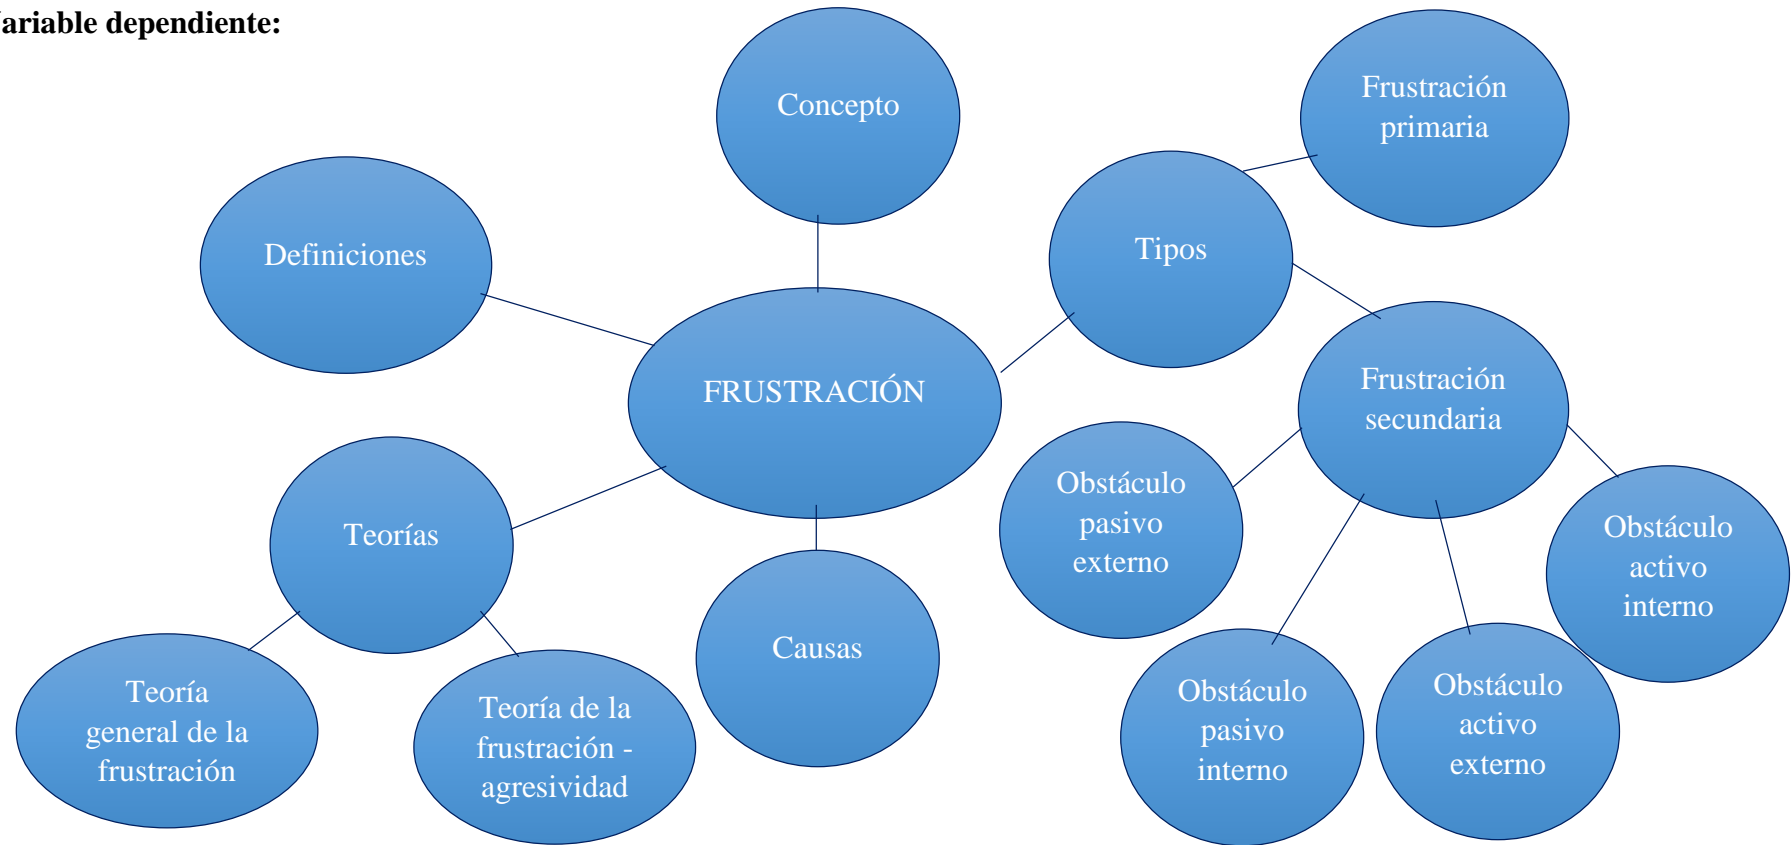 ariable dependiente:
Concepto
Frustración
primaria
Definiciones
Tipos
FRUSTRACIÓN
Frustración
secundaria
Teorías
Obstáculo
pasivo
externo
Obstáculo
activo
interno
Causas
Teoría
general de la
frustración
Teoría de la
frustración -
agresividad
Obstáculo
pasivo
interno
Obstáculo
activo
externo